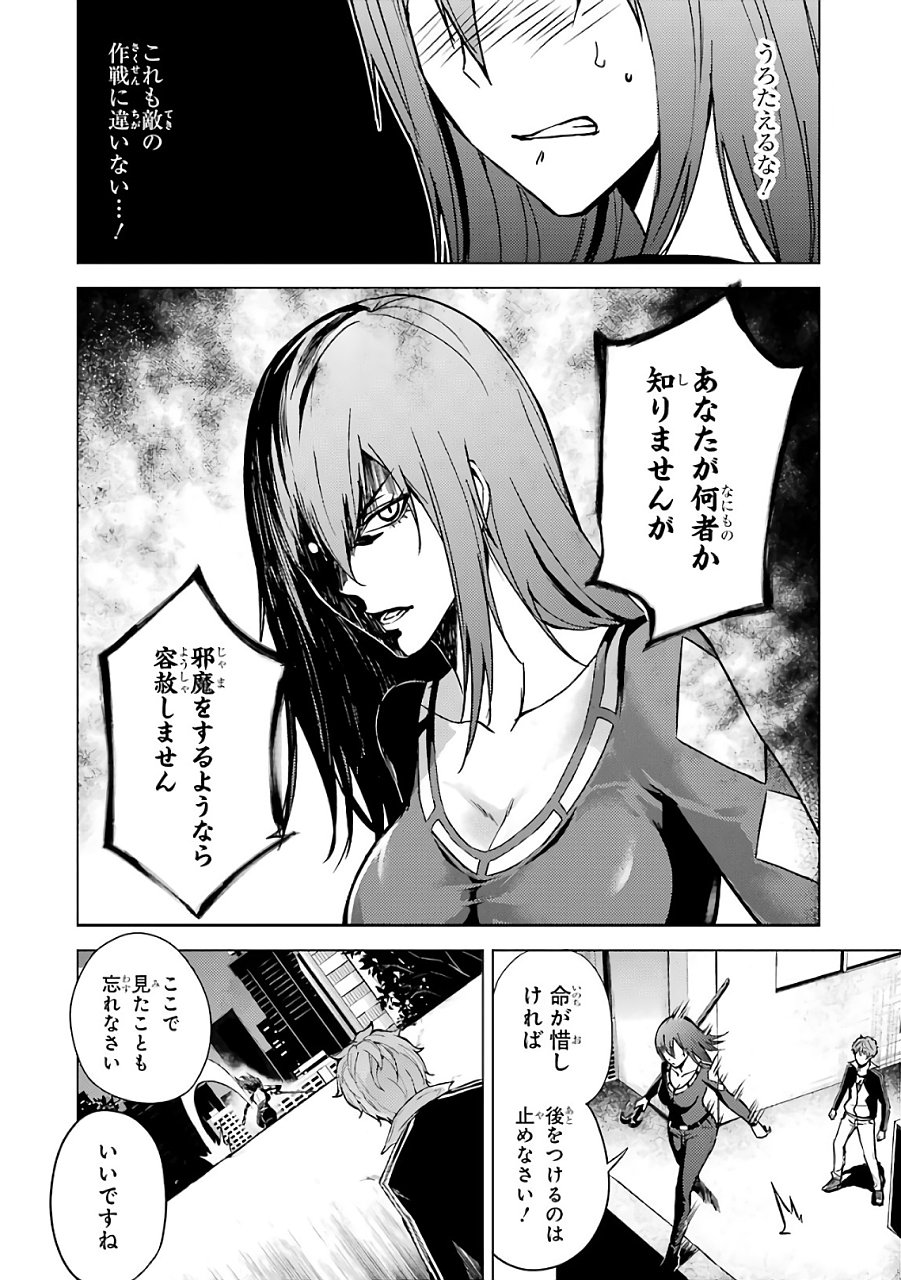 うろたえるな！
これも敵の
作戦に違いない…！
あなたが何者か
知りませんが
邪魔をするようなら
容赦しません
命が惜し
ければ
後をつけるのは
止めなさい！
ここで
見たことも
忘れなさい
いいですね